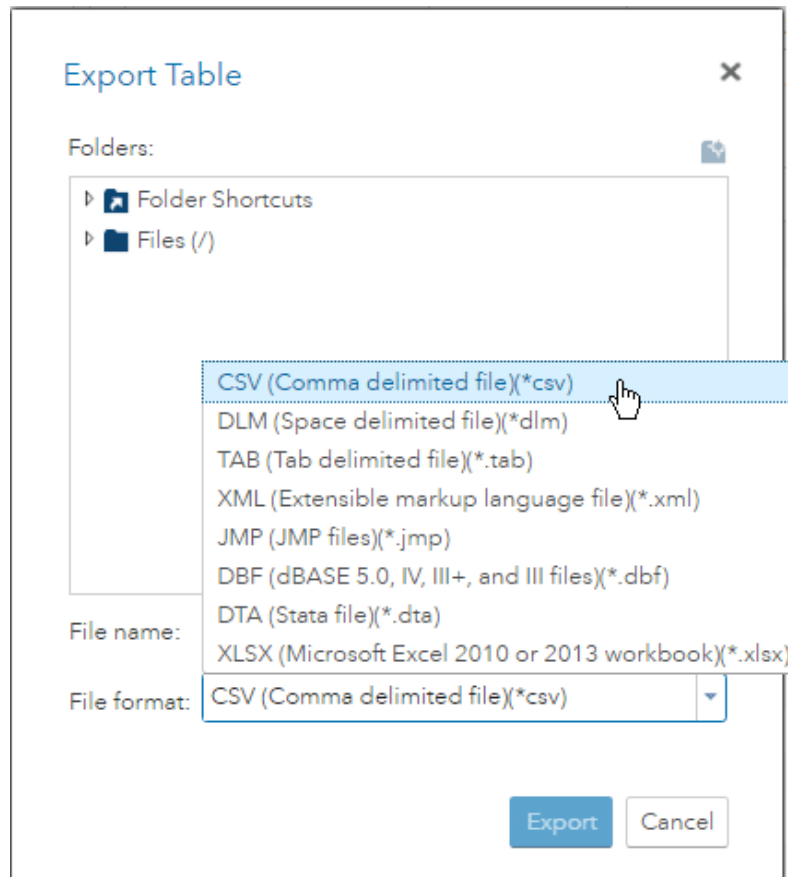 Export Table
Folders:
Folder Shortcuts
Files (/)
CSV (Comma delimited file)(*csv)
DLM (Space delimited file)(*dlm)
TAB (Tab delimited file)(*.tab)
XML (Extensible markup language file)(*.xml)
JMP (JMP files)(*.jmp)
DBF (dBASE 5.0, IV, III+, and III files)(*.dbf)
DTA (Stata file)(*.dta)
File name:
XLSX (Microsoft Excel 2010 or 2013 workbook)(*.xlsx)
File format: CSV (Comma delimited file)(*csv)
Export Cancel